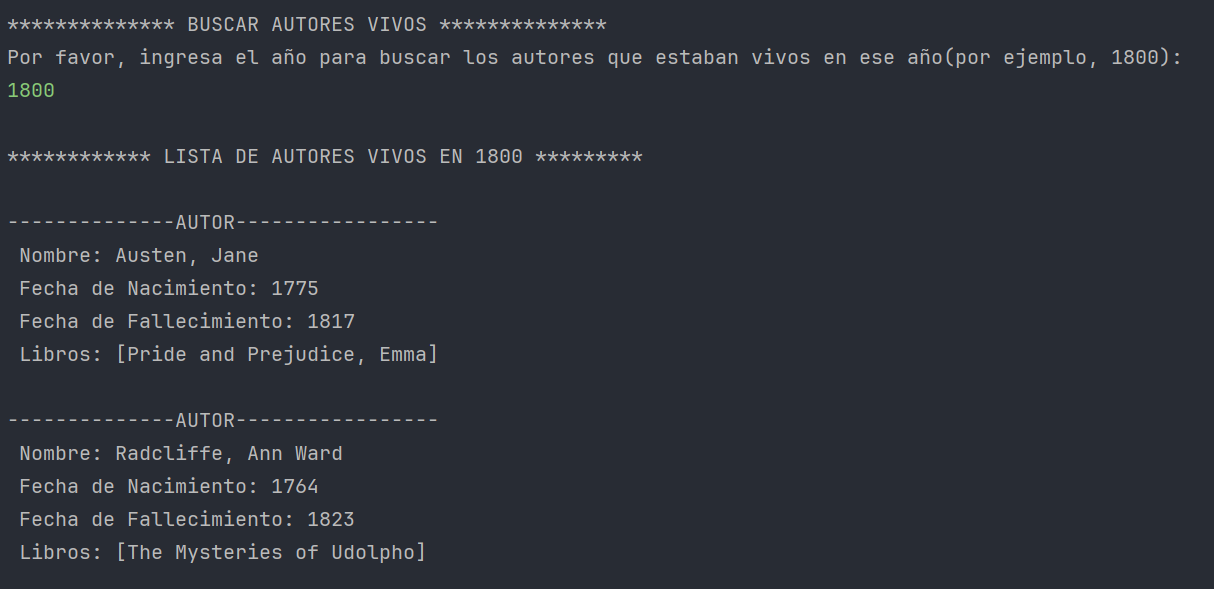 ************** BUSCAR AUTORES VIVOS **************
Por favor, ingresa el año para buscar los autores que estaban vivos en ese año(por ejemplo, 1800):
1800
************ LISTA DE AUTORES VIVOS EN 1800 *********
--------------AUTOR-----------------
Nombre: Austen, Jane
Fecha de Nacimiento: 1775
Fecha de Fallecimiento: 1817
Libros: [Pride and Prejudice, Emma]
--------------AUTOR-----------------
Nombre: Radcliffe, Ann Ward
Fecha de Nacimiento: 1764
Fecha de Fallecimiento: 1823
Libros: [The Mysteries of Udolpho]